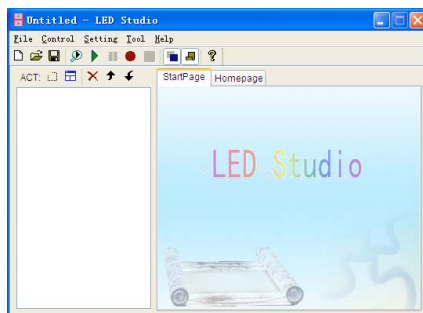 Untitled - LED Studio
File Control Setting Tool Help
ACT:
StartPage Homepage
LED Studio